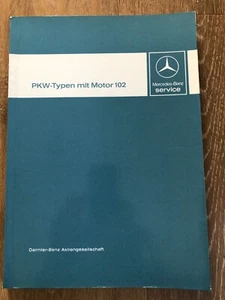 PKW-Typen mit Motor 102
Mercedes-Benz
service
Daimler-Benz Aktiengesellschaft